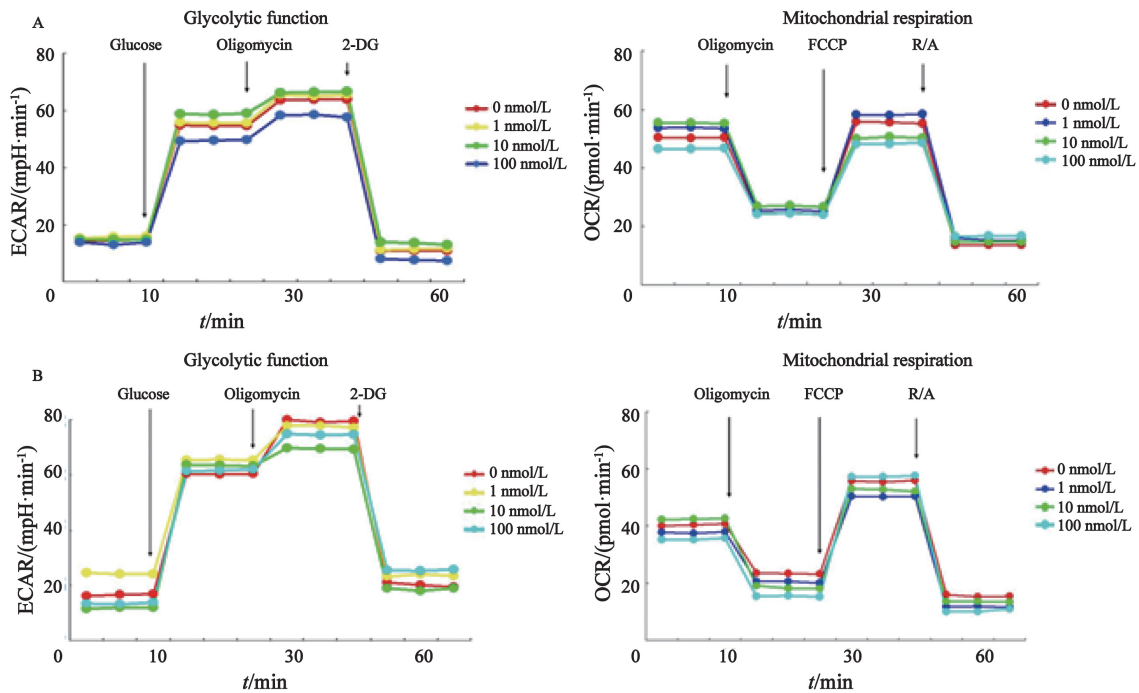 A
Glycolytic function
Glucose
Oligomycin
2-DG
80
60
40
20
0
10
30
60
ECAR/(mpH·min⁻¹)
t/min
0 nmol/L
1 nmol/L
10 nmol/L
100 nmol/L
Mitochondrial respiration
Oligomycin
FCCP
R/A
80
60
40
20
0
10
30
60
OCR/(pmol·min⁻¹)
t/min
0 nmol/L
1 nmol/L
10 nmol/L
100 nmol/L
B
Glycolytic function
Glucose
Oligomycin
2-DG
80
60
40
20
0
10
30
60
ECAR/(mpH·min⁻¹)
t/min
0 nmol/L
1 nmol/L
10 nmol/L
100 nmol/L
Mitochondrial respiration
Oligomycin
FCCP
R/A
80
60
40
20
0
10
30
60
OCR/(pmol·min⁻¹)
t/min
0 nmol/L
1 nmol/L
10 nmol/L
100 nmol/L